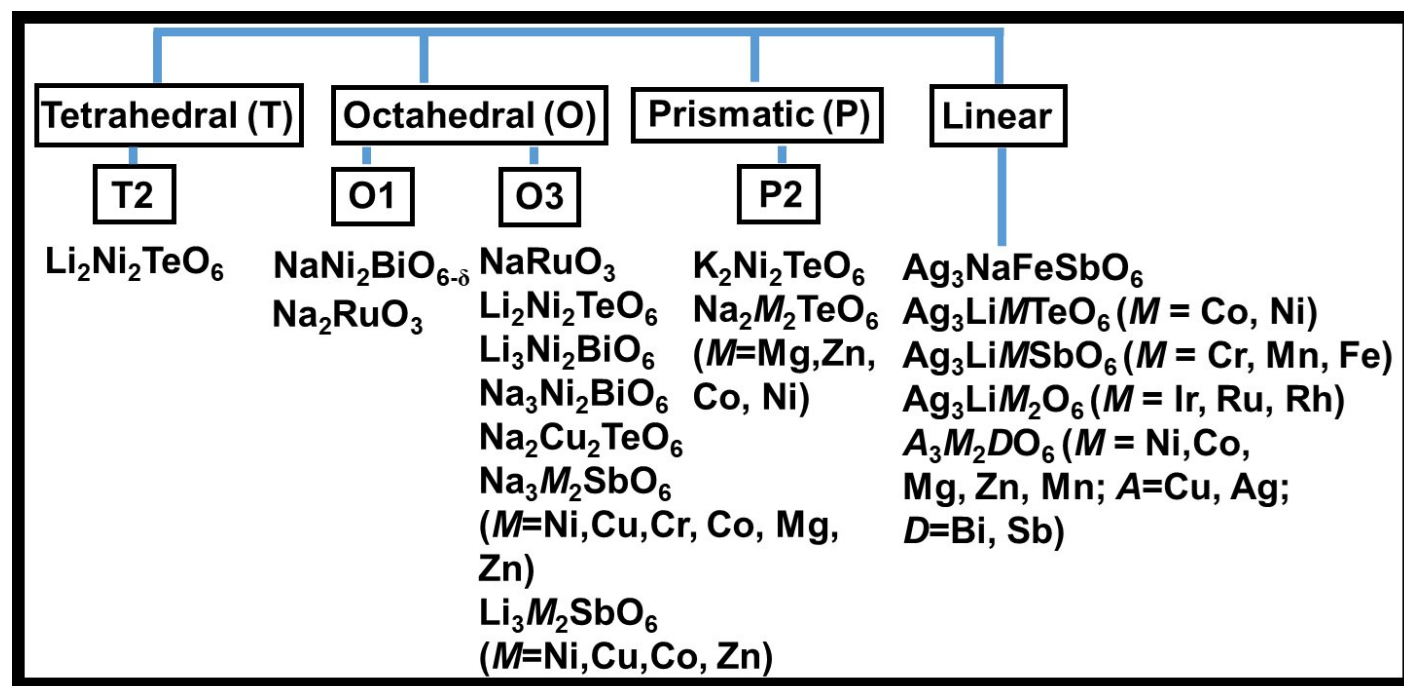 Tetrahedral (T)
Octahedral (O)
Prismatic (P)
Linear
T2
O1
O3
P2
Li₂Ni₂TeO₆
NaNi₂BiO₆₋δ
Na₂RuO₃
NaRuO₃
Li₂Ni₂TeO₆
Li₃Ni₂BiO₆
Na₃Ni₂BiO₆
Na₂Cu₂TeO₆
Na₃M₂SbO₆
(M=Ni,Cu,Cr, Co, Mg,
Zn)
Li₃M₂SbO₆
(M=Ni,Cu,Co, Zn)
K₂Ni₂TeO₆
Na₂M₂TeO₆
(M=Mg,Zn,
Co, Ni)
Ag₃NaFeSbO₆
Ag₃LiMTeO₆ (M = Co, Ni)
Ag₃LiMSbO₆ (M = Cr, Mn, Fe)
Ag₃LiM₂O₆ (M = Ir, Ru, Rh)
A₃M₂DO₆ (M = Ni,Co,
Mg, Zn, Mn; A=Cu, Ag;
D=Bi, Sb)